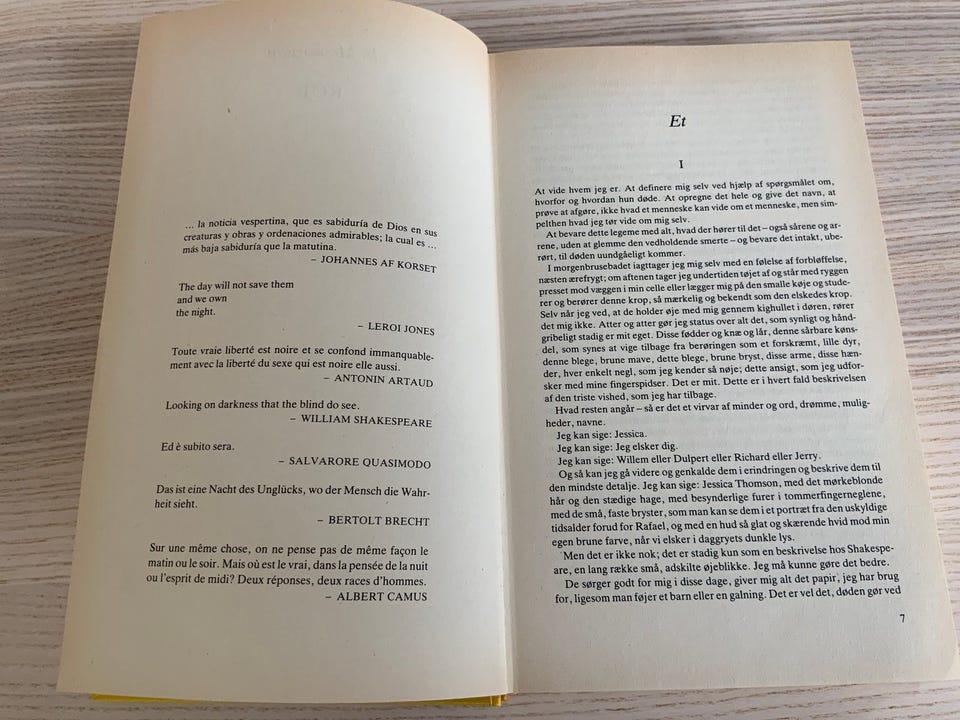 ... la noticia vespertina, que es sabiduría de Dios en sus
creaturas y obras y ordenaciones admirables; la cual es ...
más baja sabiduría que la matutina.
– JOHANNES AF KORSET
The day will not save them
and we own
the night.
– LEROI JONES
Toute vraie liberté est noire et se confond immanquable-
ment avec la liberté du sexe qui est noire elle aussi.
– ANTONIN ARTAUD
Looking on darkness that the blind do see.
– WILLIAM SHAKESPEARE
Ed è subito sera.
– SALVARORE QUASIMODO
Das ist eine Nacht des Unglücks, wo der Mensch die Wahr-
heit sieht.
– BERTOLT BRECHT
Sur une même chose, on ne pense pas de même façon le
matin ou le soir. Mais où est le vrai, dans la pensée de la nuit
ou l'esprit de midi? Deux réponses, deux races d'hommes.
– ALBERT CAMUS
Et
I
At vide hvem jeg er. At definere mig selv ved hjælp af spørgsmålet om,
hvorfor og hvordan hun døde. At opregne det hele og give det navn, at
prøve at afgøre, ikke hvad et menneske kan vide om et menneske, men sim-
pelthen hvad jeg tør vide om mig selv.
At bevare dette legeme med alt, hvad der hører til det – også sårene og ar-
rene, uden at glemme den vedholdende smerte – og bevare det intakt, ube-
rørt, til døden uundgåeligt kommer.
I morgenbrusebadet iagttager jeg mig selv med en følelse af forbløffelse,
næsten ærefrygt; om aftenen tager jeg undertiden tøjet af og står med ryggen
presset mod væggen i min celle eller lægger mig på den smalle køje og stude-
rer og berører denne krop, så mærkelig og bekendt som den elskedes krop.
Selv når jeg ved, at de holder øje med mig gennem kighullet i døren, rører
det mig ikke. Atter og atter gør jeg status over alt det, som synligt og hånd-
gribeligt stadig er mit eget. Disse fødder og knæ og lår, denne sårbare køns-
del, som synes at vige tilbage fra berøringen som et forskræmt, lille dyr,
denne blege, brune mave, dette blege, brune bryst, disse arme, disse hæn-
der, hver enkelt negl, som jeg kender så nøje; dette ansigt, som jeg udfor-
sker med mine fingerspidser. Det er mit. Dette er i hvert fald beskrivelsen
af den triste vished, som jeg har tilbage.
Hvad resten angår – så er det et virvar af minder og ord, drømme, mulig-
heder, navne.
Jeg kan sige: Jessica.
Jeg kan sige: Jeg elsker dig.
Jeg kan sige: Willem eller Dulpert eller Richard eller Jerry.
Og så kan jeg gå videre og genkalde dem i erindringen og beskrive dem til
den mindste detalje. Jeg kan sige: Jessica Thomson, med det mørkeblonde
hår og den stædige hage, med besynderlige furer i tommerfingerneglene,
med de små, faste bryster, som man kan se dem i et portræt fra den uskyldige
tidsalder forud for Rafael, og med en hud så glat og skærende hvid mod min
egen brune farve, når vi elsker i daggryets dunkle lys.
Men det er ikke nok; det er stadig kun som en beskrivelse hos Shakespe-
are, en lang række små, adskilte øjeblikke. Jeg må kunne gøre det bedre.
De sørger godt for mig i disse dage, giver mig alt det papir, jeg har brug
for, ligesom man føjer et barn eller en galning. Det er vel det, døden gør ved
7